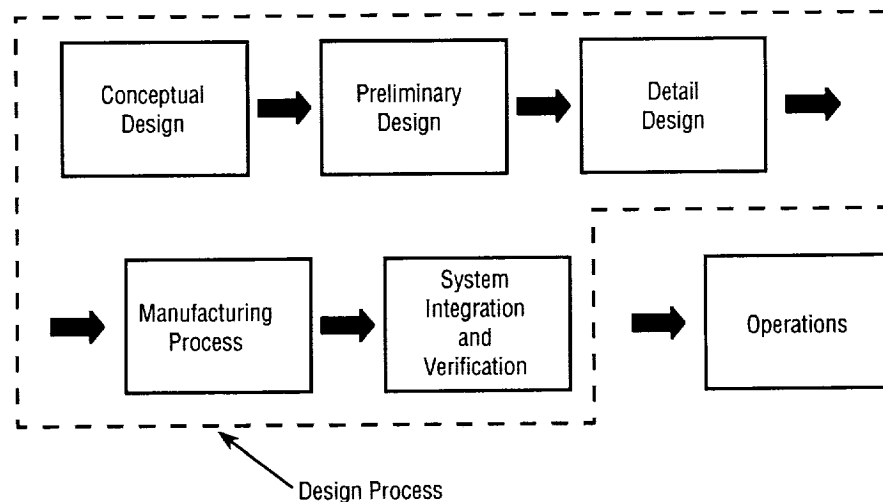 Conceptual
Design
Preliminary
Design
Detail
Design
Manufacturing
Process
System
Integration
and
Verification
Operations
Design Process